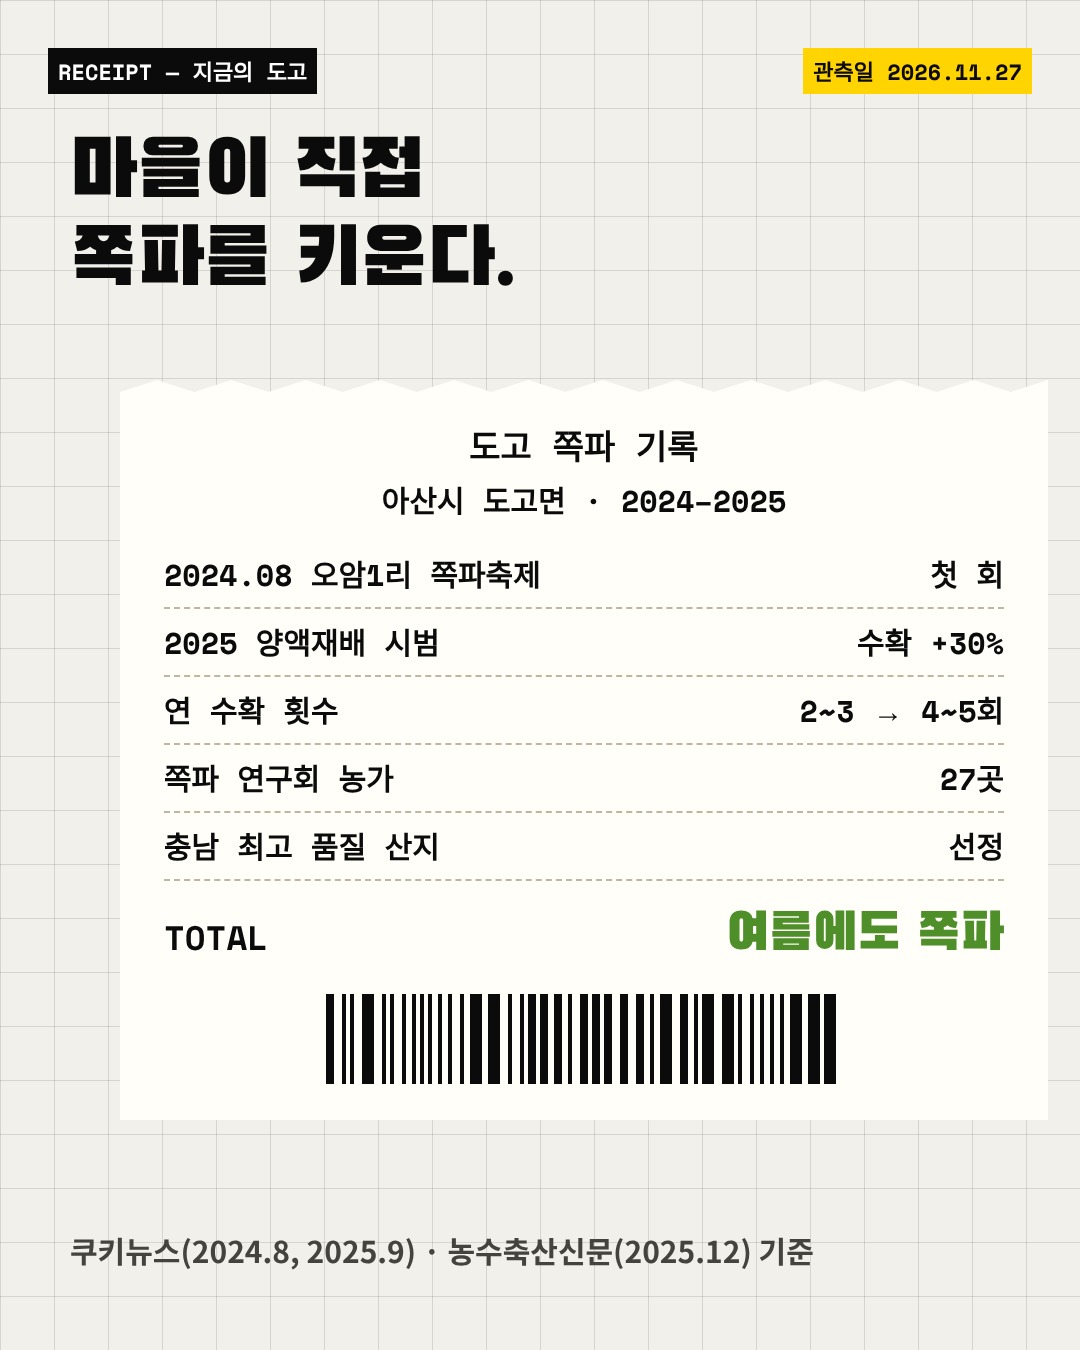 RECEIPT — 지금의 도고
관측일 2026.11.27
마을이 직접
쪽파를 키운다.
도고 쪽파 기록
아산시 도고면 · 2024–2025
2024.08 오암1리 쪽파축제 첫 회
2025 양액재배 시범 수확 +30%
연 수확 횟수 2~3 → 4~5회
쪽파 연구회 농가 27곳
충남 최고 품질 산지 선정
TOTAL 여름에도 쪽파
쿠키뉴스(2024.8, 2025.9) · 농수축산신문(2025.12) 기준